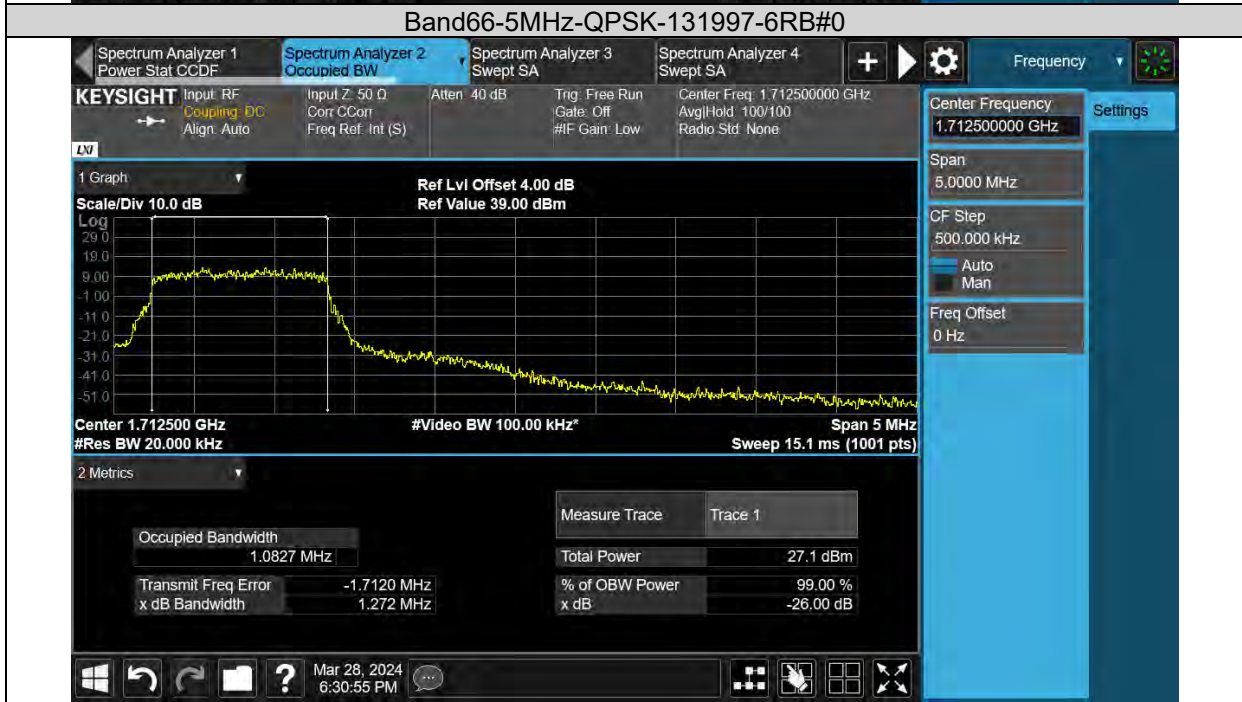 Band66-5MHz-QPSK-131997-6RB#0
Spectrum Analyzer 1
Power Stat CCDF
Spectrum Analyzer 2
Occupied BW
Spectrum Analyzer 3
Swept SA
Spectrum Analyzer 4
Swept SA
+
Frequency
KEYSIGHT
Input: RF
Coupling: DC
Align: Auto
Input Z: 50 Ω
Corr CCorr
Freq Ref: Int (S)
Atten: 40 dB
Trig: Free Run
Gate: Off
#IF Gain: Low
Center Freq: 1.712500000 GHz
Avg|Hold: 100/100
Radio Std: None
LXI
Center Frequency
1.712500000 GHz
Settings
Span
5.0000 MHz
CF Step
500.000 kHz
Auto
Man
Freq Offset
0 Hz
1 Graph
Ref Lvl Offset 4.00 dB
Scale/Div 10.0 dB
Ref Value 39.00 dBm
Log
29.0
19.0
9.00
-1.00
-11.0
-21.0
-31.0
-41.0
-51.0
Center 1.712500 GHz
#Video BW 100.00 kHz*
Span 5 MHz
#Res BW 20.000 kHz
Sweep 15.1 ms (1001 pts)
2 Metrics
Measure Trace Trace 1
Occupied Bandwidth
1.0827 MHz
Total Power 27.1 dBm
Transmit Freq Error -1.7120 MHz
% of OBW Power 99.00 %
x dB Bandwidth 1.272 MHz
x dB -26.00 dB
?
Mar 28, 2024
6:30:55 PM